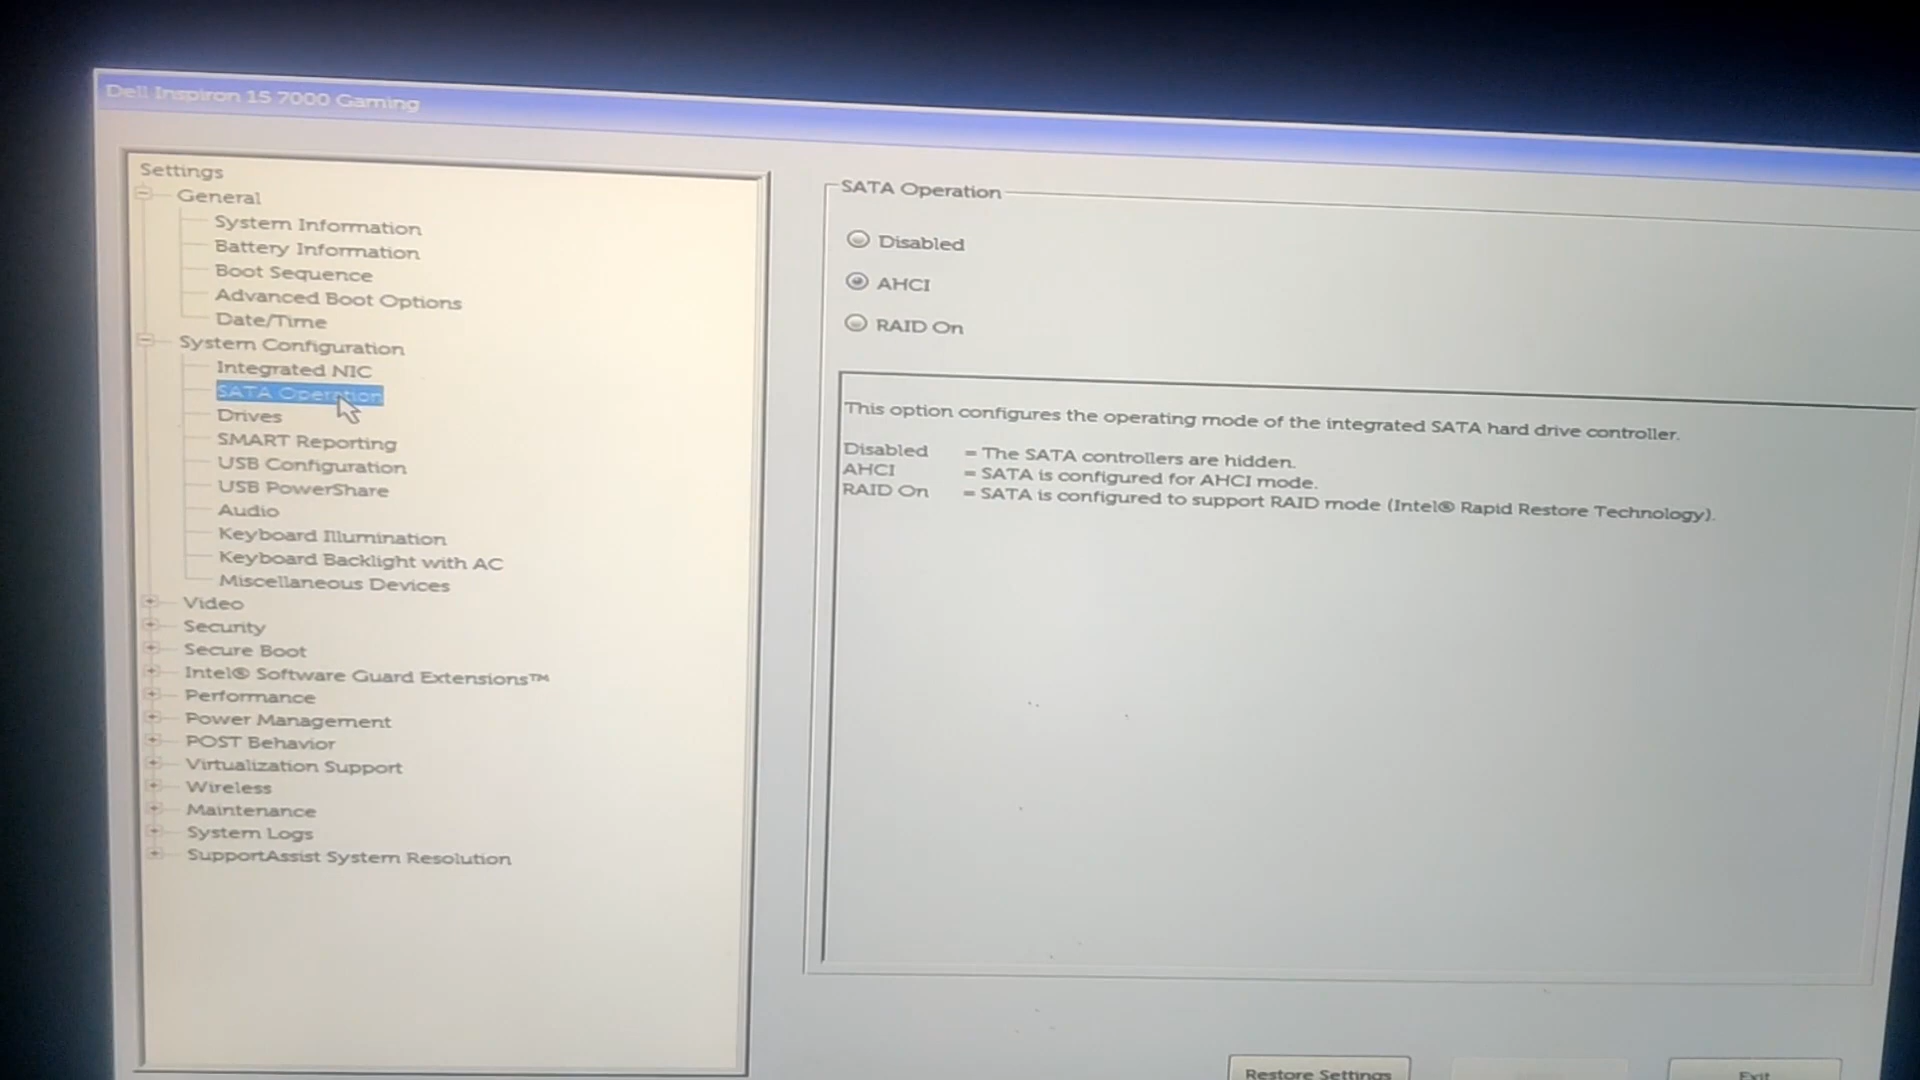 Dell Inspiron 15 7000 Gaming
Settings
General
System Information
Battery Information
Boot Sequence
Advanced Boot Options
Date/Time
System Configuration
Integrated NIC
SATA Operation
Drives
SMART Reporting
USB Configuration
USB PowerShare
Audio
Keyboard Illumination
Keyboard Backlight with AC
Miscellaneous Devices
Video
Security
Secure Boot
Intel® Software Guard Extensions™
Performance
Power Management
POST Behavior
Virtualization Support
Wireless
Maintenance
System Logs
SupportAssist System Resolution
SATA Operation
Disabled
AHCI
RAID On
This option configures the operating mode of the integrated SATA hard drive controller.
Disabled = The SATA controllers are hidden.
AHCI = SATA is configured for AHCI mode.
RAID On = SATA is configured to support RAID mode (Intel® Rapid Restore Technology).
Restore Settings
Exit